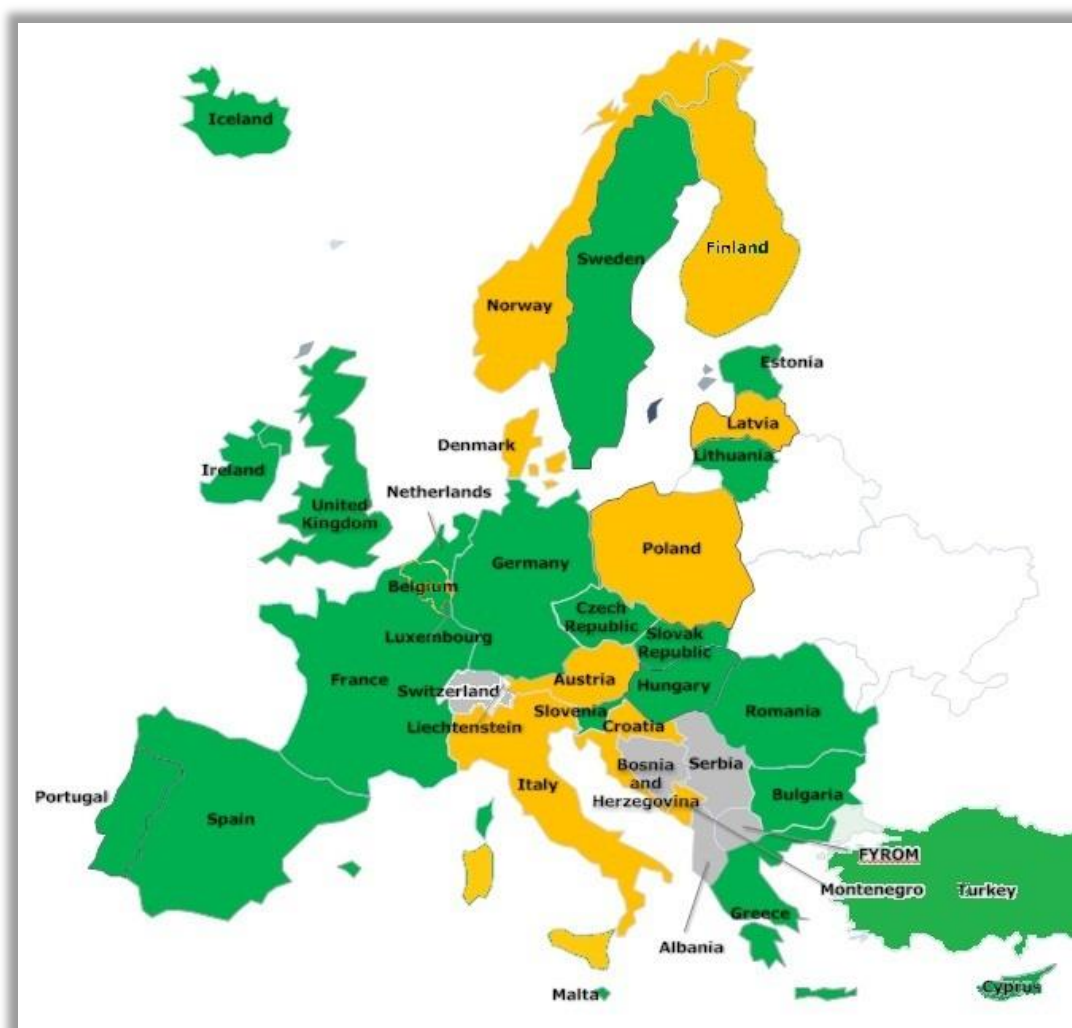 Iceland
Finland
Sweden
Norway
Estonia
Latvia
Denmark
Lithuania
Ireland
Netherlands
United
Kingdom
Poland
Germany
Belgium
Czech
Republic
Luxembourg
Slovak
Republic
France
Austria
Switzerland
Hungary
Slovenia
Romania
Liechtenstein
Croatia
Bosnia
and
Herzegovina
Serbia
Italy
Portugal
Bulgaria
Spain
FYROM
Montenegro
Turkey
Greece
Albania
Cyprus
Malta